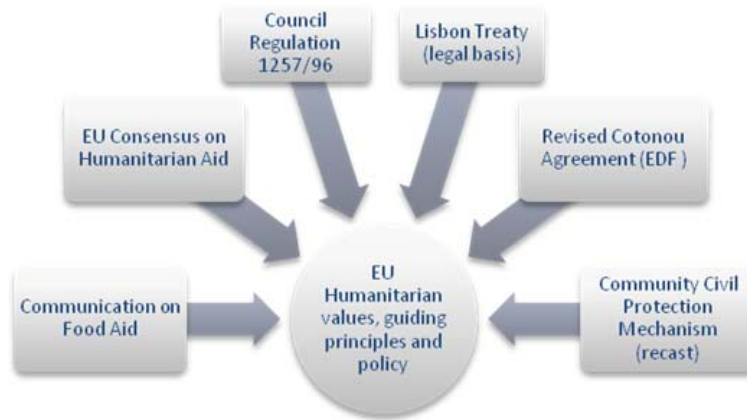 Council
Regulation
1257/96
Lisbon Treaty
(legal basis)
EU Consensus on
Humanitarian Aid
Revised Cotonou
Agreement (EDF )
Communication on
Food Aid
EU
Humanitarian
values, guiding
principles and
policy
Community Civil
Protection
Mechanism
(recast)